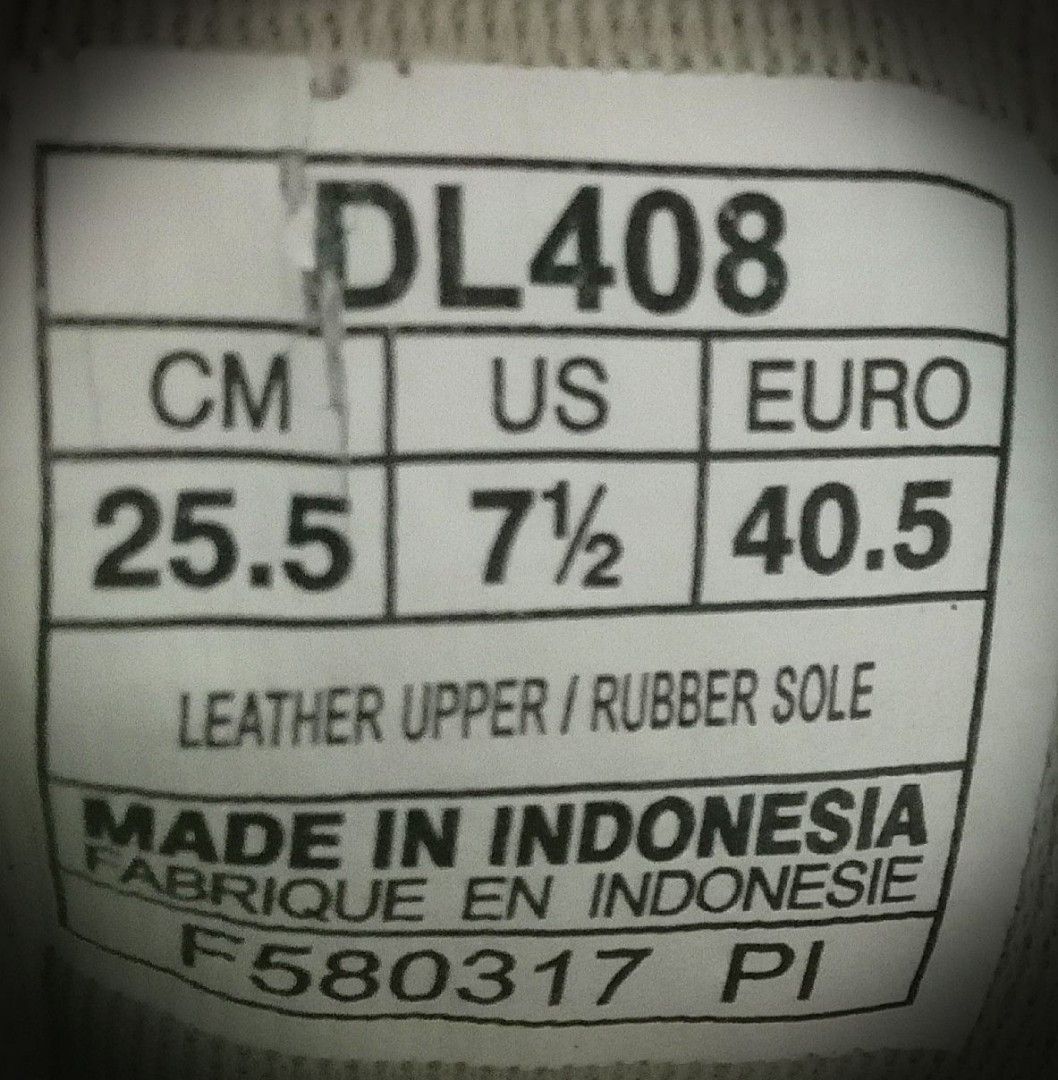 DL408
CM US EURO
25.5 7½ 40.5
LEATHER UPPER / RUBBER SOLE
MADE IN INDONESIA
FABRIQUE EN INDONESIE
F580317 PI